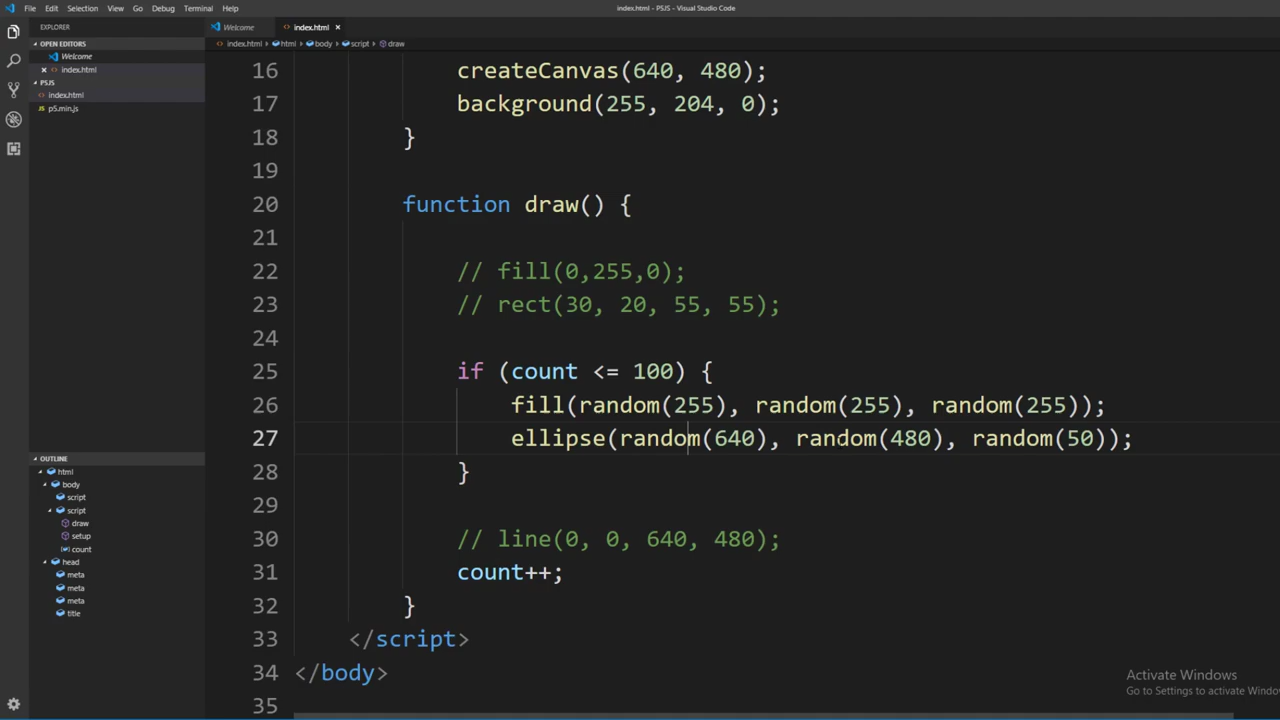 File Edit Selection View Go Debug Terminal Help
index.html - PSJS - Visual Studio Code
EXPLORER
OPEN EDITORS
Welcome
× index.html
PSJS
index.html
p5.min.js
OUTLINE
html
body
script
script
draw
setup
count
head
meta
meta
meta
title
Welcome
index.html ×
index.html html body script draw
16 createCanvas(640, 480);
17 background(255, 204, 0);
18 }
19
20 function draw() {
21
22 // fill(0,255,0);
23 // rect(30, 20, 55, 55);
24
25 if (count <= 100) {
26 fill(random(255), random(255), random(255));
27 ellipse(random(640), random(480), random(50));
28 }
29
30 // line(0, 0, 640, 480);
31 count++;
32 }
33 </script>
34 </body>
35
Activate Windows
Go to Settings to activate Windo